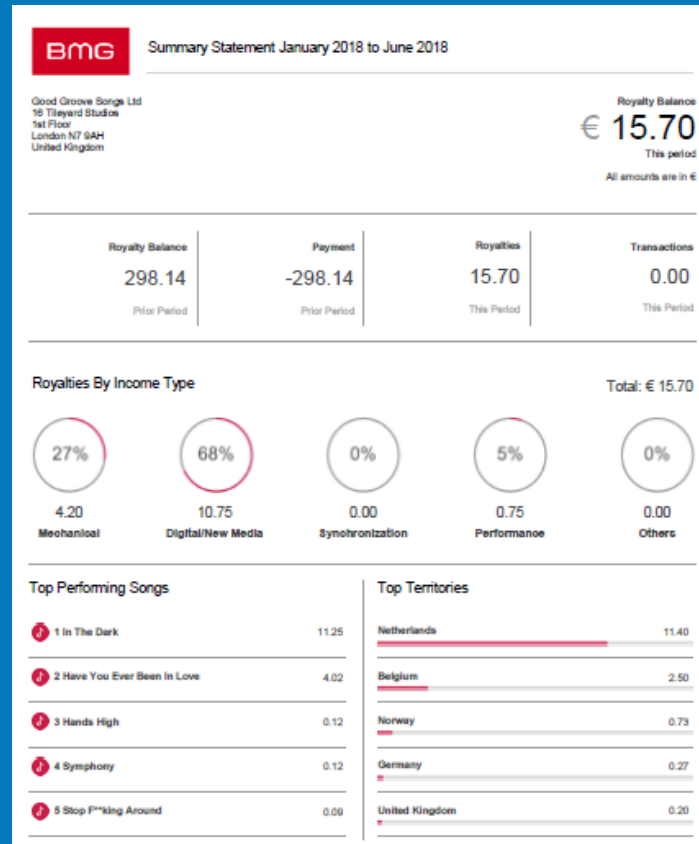 BMG
Summary Statement January 2018 to June 2018
Good Groove Songs Ltd
16 Tileyard Studios
1st Floor
London N7 9AH
United Kingdom
Royalty Balance
€ 15.70
This period
All amounts are in €
Royalty Balance
298.14
Prior Period
Payment
-298.14
Prior Period
Royalties
15.70
This Period
Transactions
0.00
This Period
Royalties By Income Type
Total: € 15.70
27%
4.20
Mechanical
68%
10.75
Digital/New Media
0%
0.00
Synchronization
5%
0.75
Performance
0%
0.00
Others
Top Performing Songs
1 In The Dark 11.25
2 Have You Ever Been In Love 4.02
3 Hands High 0.12
4 Symphony 0.12
5 Stop F**king Around 0.09
Top Territories
Netherlands 11.40
Belgium 2.50
Norway 0.73
Germany 0.27
United Kingdom 0.20